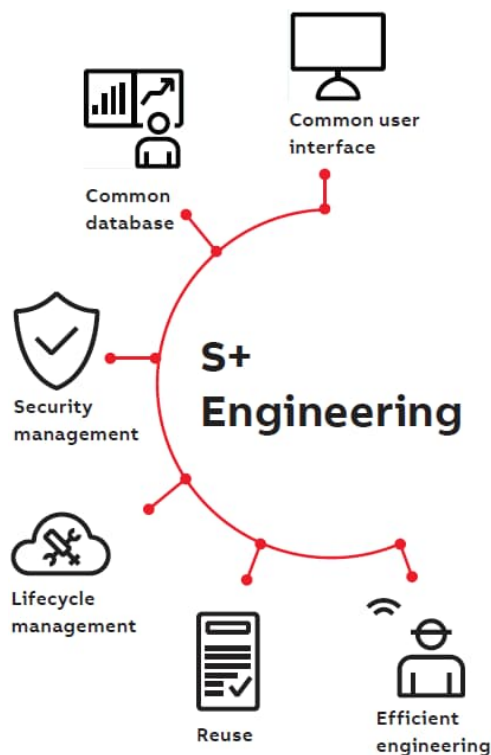 Common user
interface
Common
database
S+
Engineering
Security
management
Lifecycle
management
Reuse
Efficient
engineering